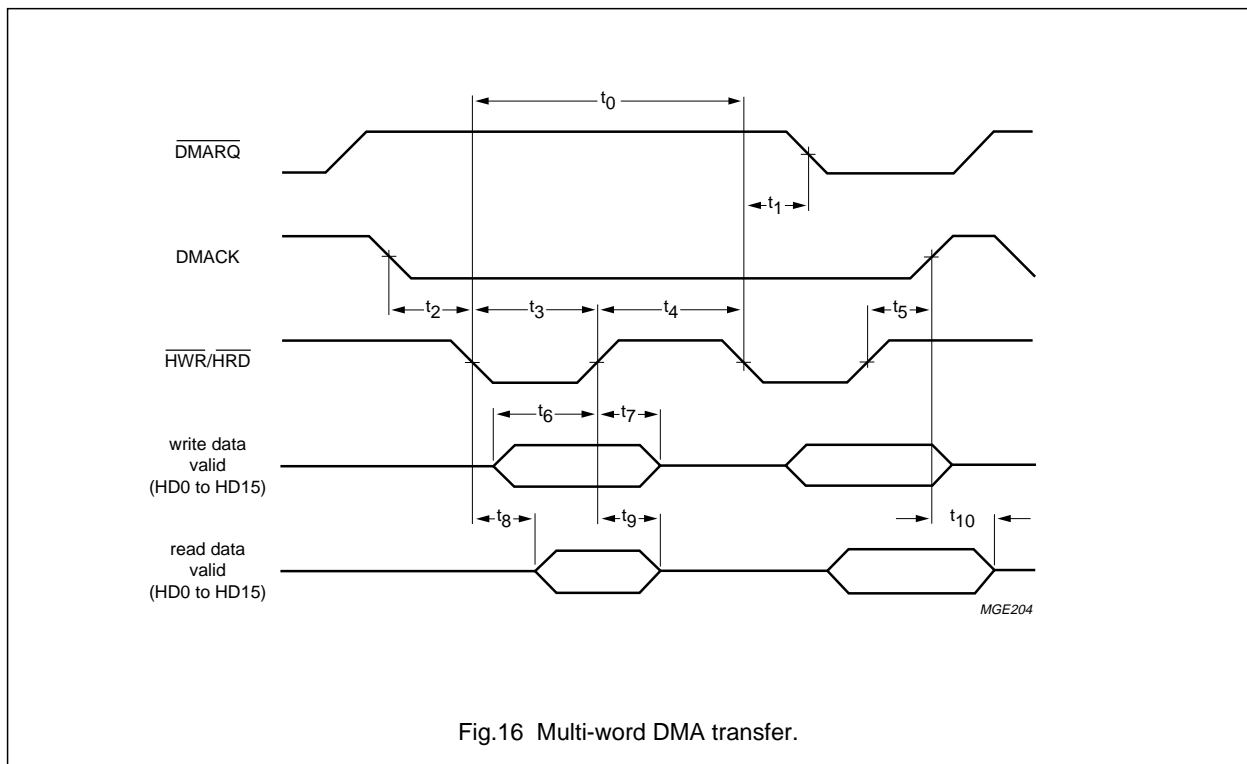 t0
DMARQ
t1
DMACK
t2 t3 t4 t5
HWR/HRD
t6 t7
write data
valid
(HD0 to HD15)
t8 t9 t10
read data
valid
(HD0 to HD15)
MGE204
Fig.16 Multi-word DMA transfer.